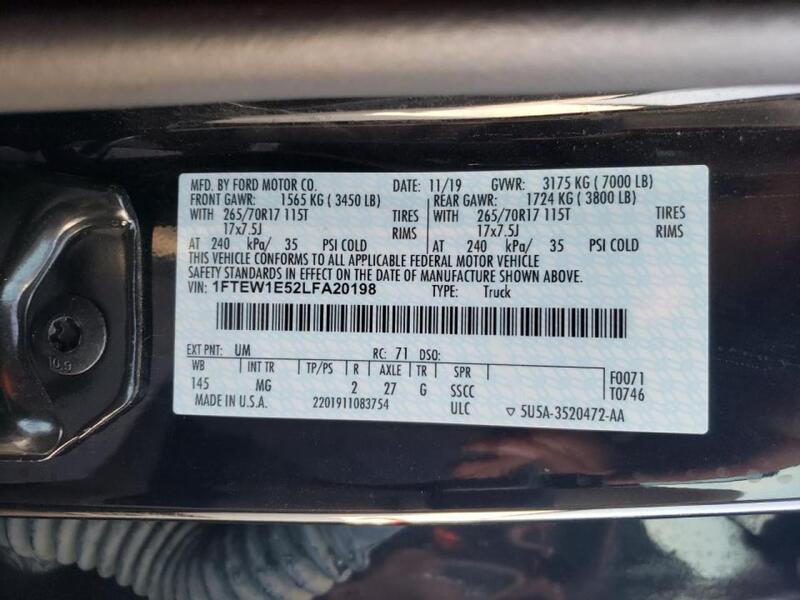 MFD. BY FORD MOTOR CO. DATE: 11/19 GVWR: 3175 KG ( 7000 LB)
FRONT GAWR: 1565 KG ( 3450 LB) REAR GAWR: 1724 KG ( 3800 LB)
WITH 265/70R17 115T TIRES WITH 265/70R17 115T TIRES
17x7.5J RIMS 17x7.5J RIMS
AT 240 kPa/ 35 PSI COLD AT 240 kPa/ 35 PSI COLD
THIS VEHICLE CONFORMS TO ALL APPLICABLE FEDERAL MOTOR VEHICLE
SAFETY STANDARDS IN EFFECT ON THE DATE OF MANUFACTURE SHOWN ABOVE.
VIN: 1FTEW1E52LFA20198 TYPE: Truck
EXT PNT: UM RC: 71 DSO:
WB INT TR TP/PS R AXLE TR SPR F0071
145 MG 2 27 G SSCC T0746
MADE IN U.S.A. 2201911083754 ULC ▽ 5U5A-3520472-AA
10.9